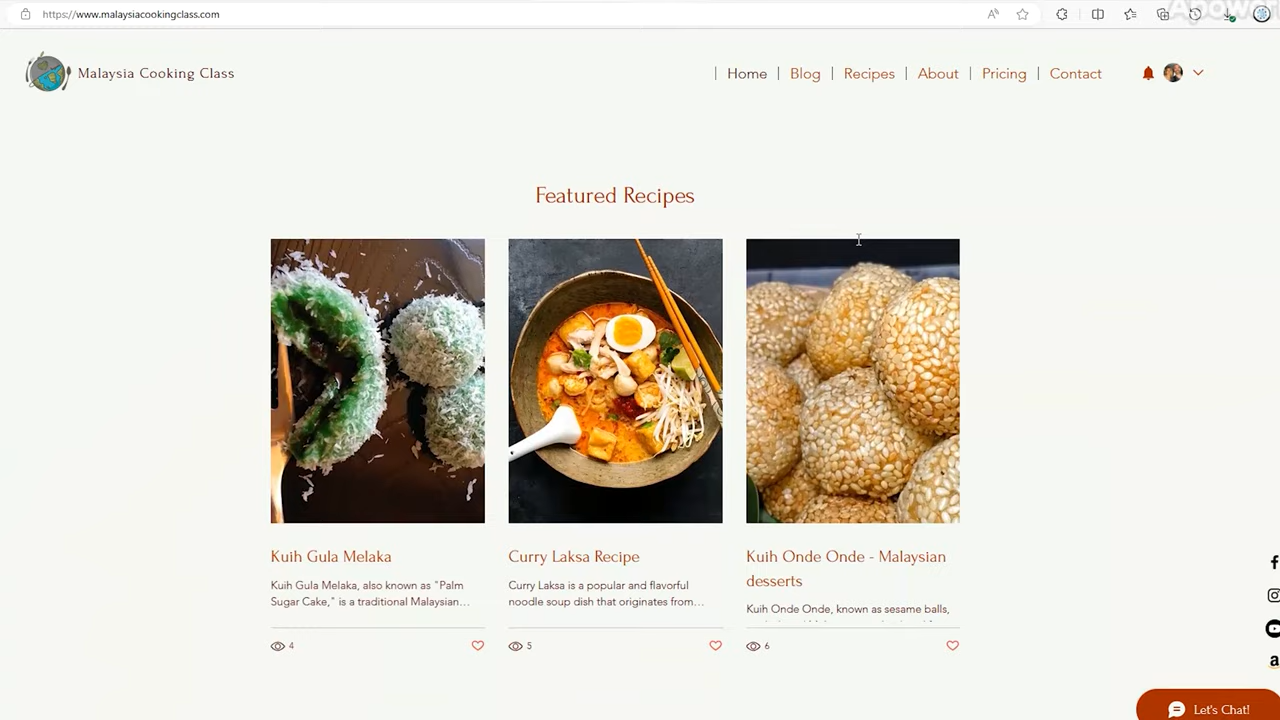 https://www.malaysiacookingclass.com
Malaysia Cooking Class
Home
Blog
Recipes
About
Pricing
Contact
Featured Recipes
Kuih Gula Melaka
Kuih Gula Melaka, also known as "Palm
Sugar Cake," is a traditional Malaysian...
4
Curry Laksa Recipe
Curry Laksa is a popular and flavorful
noodle soup dish that originates from...
5
Kuih Onde Onde - Malaysian
desserts
Kuih Onde Onde, known as sesame balls,
6
Let's Chat!